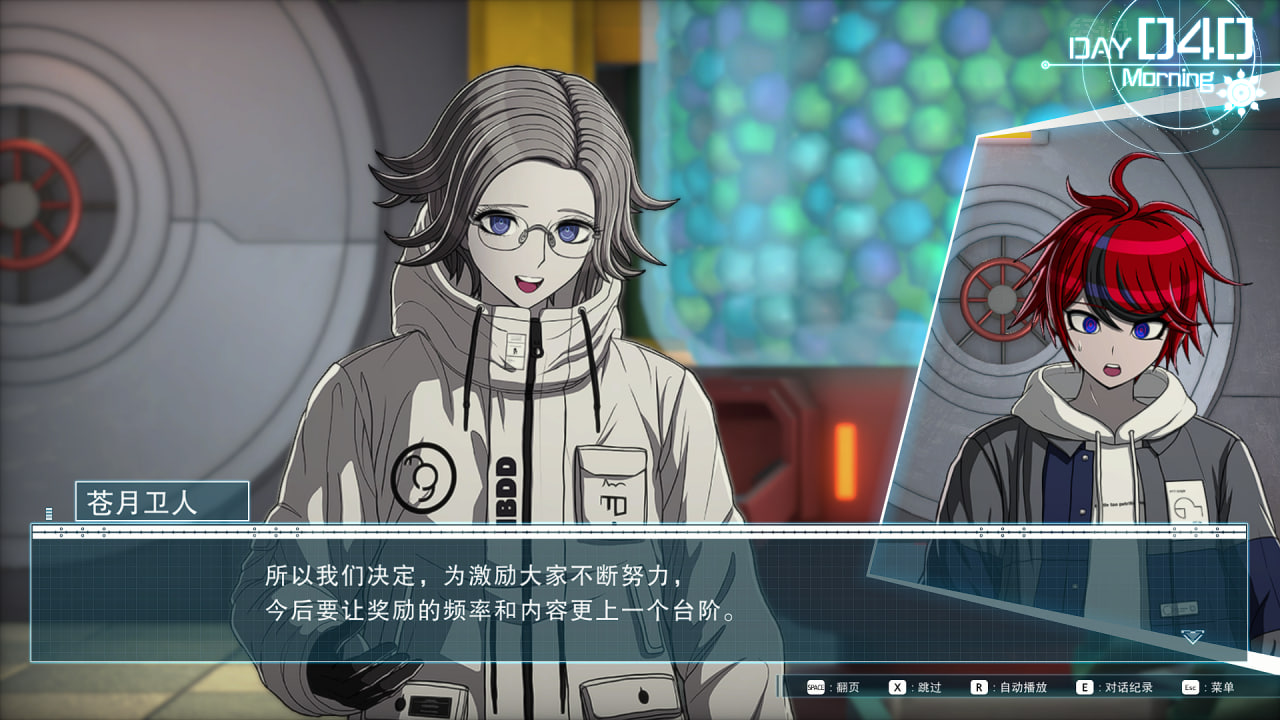 DAY 040
Morning
苍月卫人
所以我们决定，为激励大家不断努力，
今后要让奖励的频率和内容更上一个台阶。
SPACE：翻页 X：跳过 R：自动播放 E：对话纪录 Esc：菜单